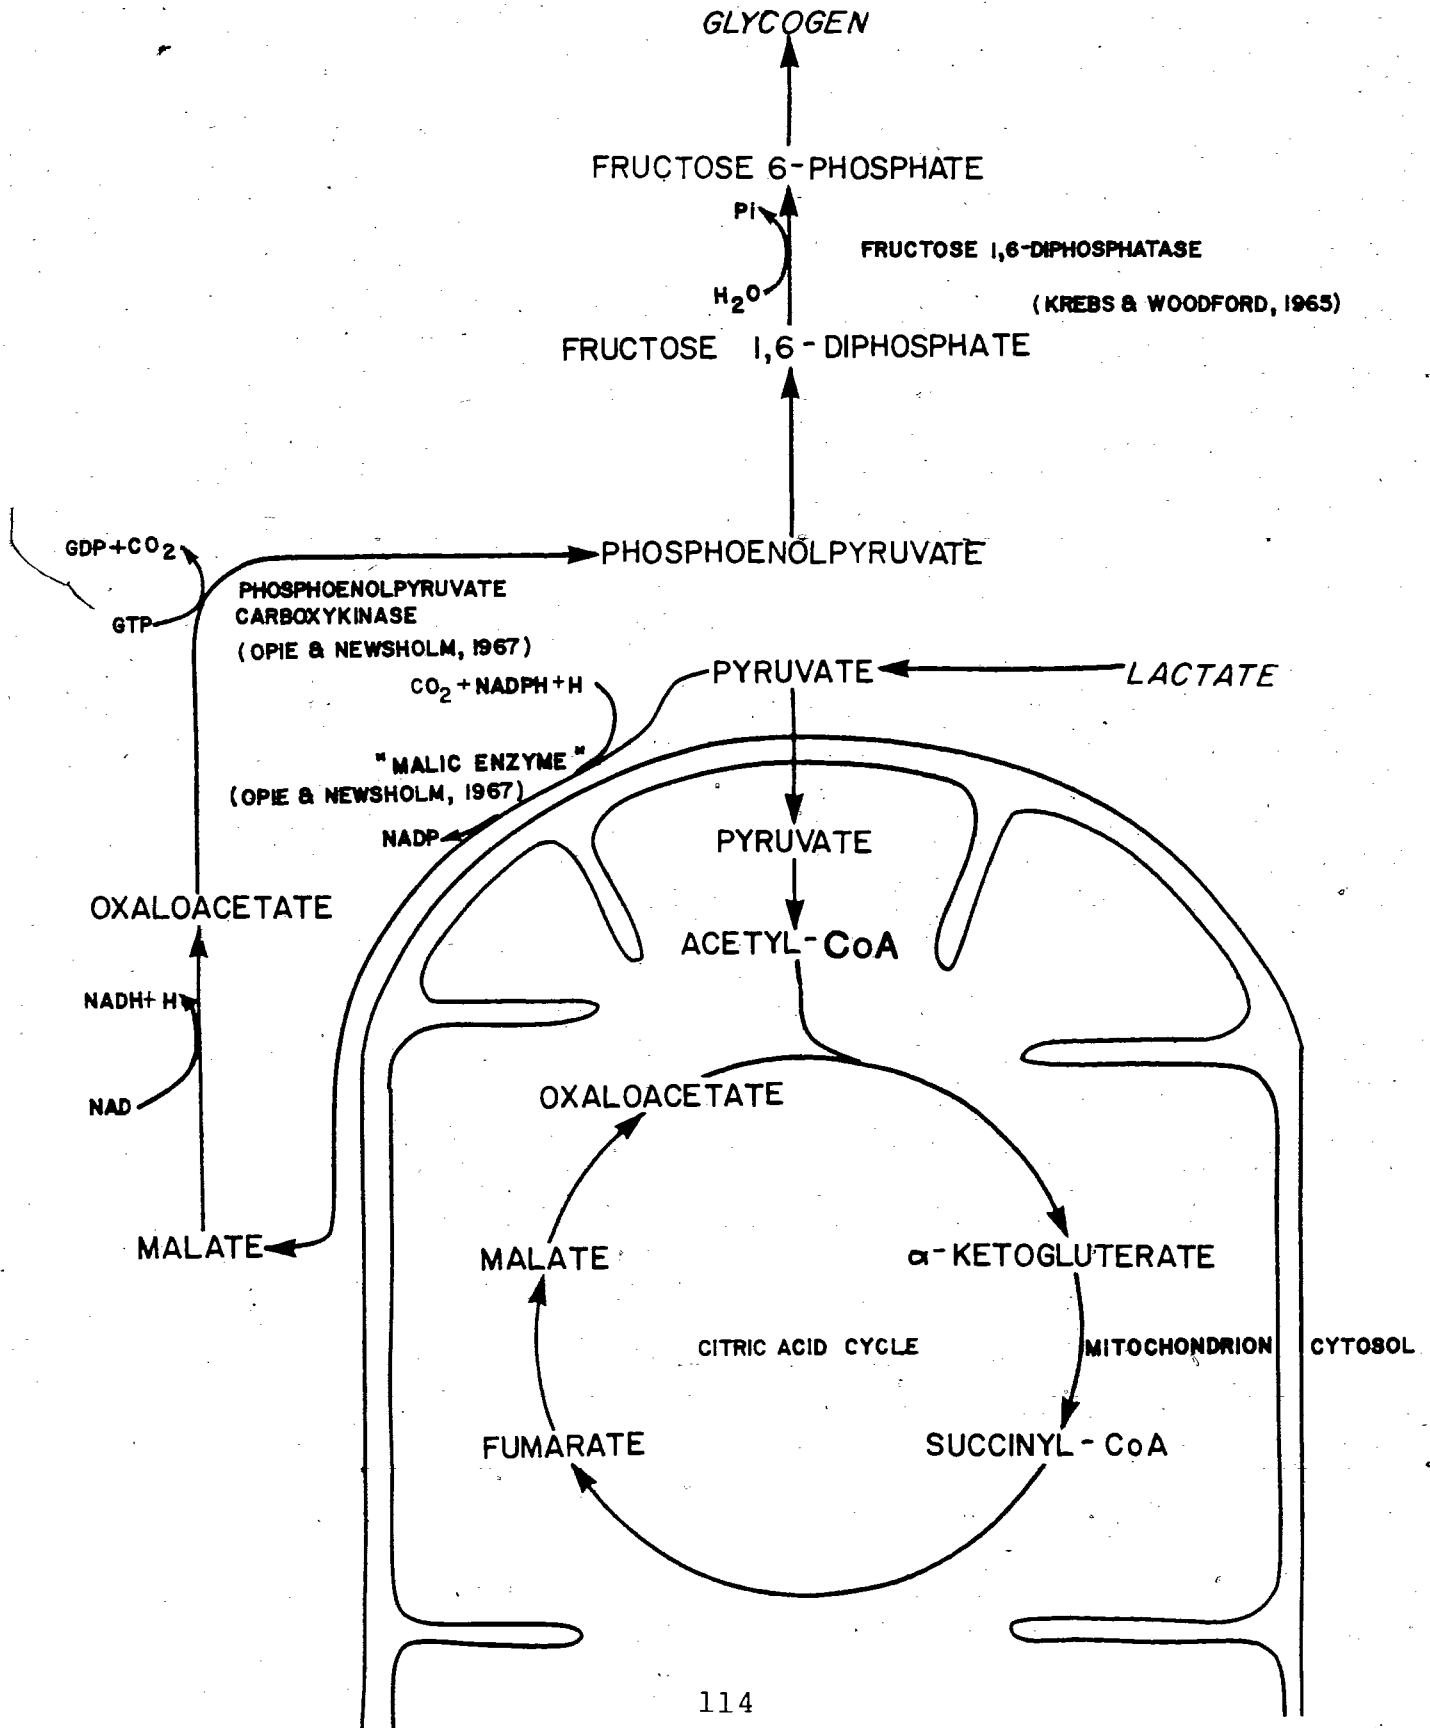 GLYCOGEN
FRUCTOSE 6-PHOSPHATE
Pi
FRUCTOSE 1,6-DIPHOSPHATASE
H2O
(KREBS & WOODFORD, 1965)
FRUCTOSE 1,6-DIPHOSPHATE
GDP+CO2
PHOSPHOENOLPYRUVATE
PHOSPHOENOLPYRUVATE
CARBOXYKINASE
GTP
(OPIE & NEWSHOLM, 1967)
PYRUVATE
LACTATE
CO2+NADPH+H
"MALIC ENZYME"
(OPIE & NEWSHOLM, 1967)
NADP
PYRUVATE
OXALOACETATE
ACETYL-CoA
NADH+H
NAD
OXALOACETATE
MALATE
MALATE
α-KETOGLUTERATE
CITRIC ACID CYCLE
MITOCHONDRION
CYTOSOL
FUMARATE
SUCCINYL-CoA
114